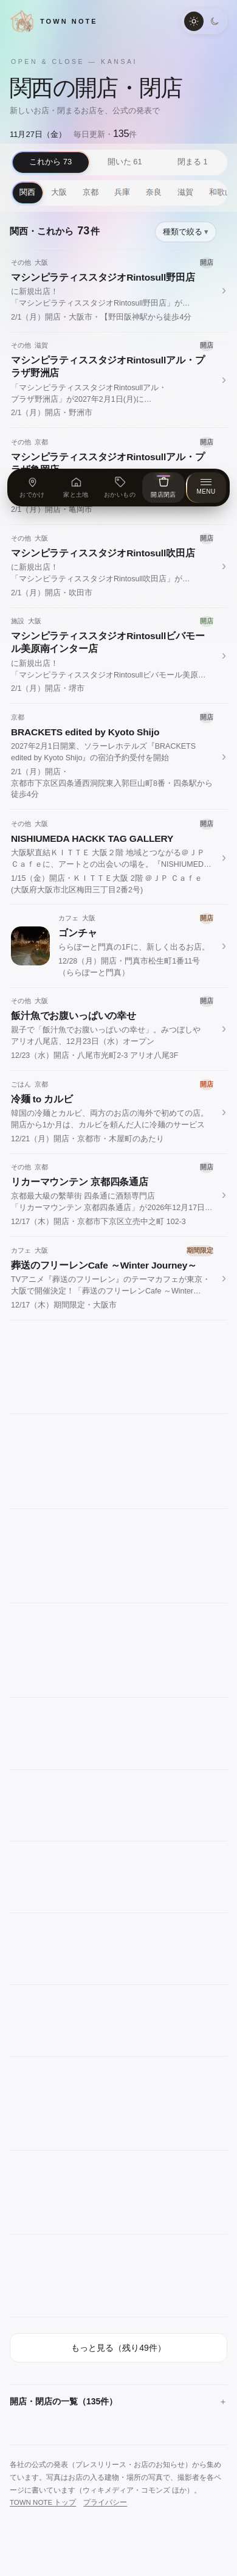 TOWN NOTE
OPEN & CLOSE — KANSAI
関西の開店・閉店
新しいお店・閉まるお店を、公式の発表で
11月27日（金） 毎日更新・135件
これから 73 開いた 61 閉まる 1
関西 大阪 京都 兵庫 奈良 滋賀
関西・これから 73件 種類で絞る ▾
その他 大阪 開店
マシンピラティススタジオRintosull野田店
に新規出店！
「マシンピラティススタジオRintosull野田店」が…
2/1（月）開店・大阪市・【野田阪神駅から徒歩4分
その他 滋賀 開店
マシンピラティススタジオRintosullアル・プ
ラザ野洲店
「マシンピラティススタジオRintosullアル・
プラザ野洲店」が2027年2月1日(月)に…
2/1（月）開店・野洲市
その他 京都 開店
マシンピラティススタジオRintosullアル・プ
おでかけ 家と土地 おかいもの 開店閉店 MENU
2/1（月）開店・亀岡市
その他 大阪 開店
マシンピラティススタジオRintosull吹田店
に新規出店！
「マシンピラティススタジオRintosull吹田店」が…
2/1（月）開店・吹田市
施設 大阪 開店
マシンピラティススタジオRintosullビバモー
ル美原南インター店
に新規出店！
「マシンピラティススタジオRintosullビバモール美原…
2/1（月）開店・堺市
京都 開店
BRACKETS edited by Kyoto Shijo
2027年2月1日開業、ソラーレホテルズ『BRACKETS
edited by Kyoto Shijo』の宿泊予約受付を開始
2/1（月）開店・
京都市下京区四条通西洞院東入郭巨山町8番・四条駅から
徒歩4分
その他 大阪 開店
NISHIUMEDA HACKK TAG GALLERY
大阪駅直結ＫＩＴＴＥ 大阪２階 地域とつながる＠ＪＰ
Ｃａｆｅに、アートとの出会いの場を。『NISHIUMED…
1/15（金）開店・ＫＩＴＴＥ大阪 2階 ＠ＪＰ Ｃａｆｅ
(大阪府大阪市北区梅田三丁目2番2号)
カフェ 大阪 開店
ゴンチャ
ららぽーと門真の1Fに、新しく出るお店。
12/28（月）開店・門真市松生町1番11号
（ららぽーと門真）
その他 大阪 開店
飯汁魚でお腹いっぱいの幸せ
親子で「飯汁魚でお腹いっぱいの幸せ」。みつぼしや
アリオ八尾店、12月23日（水）オープン
12/23（水）開店・八尾市光町2-3 アリオ八尾3F
ごはん 京都 開店
冷麺 to カルビ
韓国の冷麺とカルビ、両方のお店の海外で初めての店。
開店から1か月は、カルビを頼んだ人に冷麺のサービス
12/21（月）開店・京都市・木屋町のあたり
その他 京都 開店
リカーマウンテン 京都四条通店
京都最大級の繁華街 四条通に酒類専門店
「リカーマウンテン 京都四条通店」が2026年12月17日…
12/17（木）開店・京都市下京区立売中之町 102-3
カフェ 大阪 期間限定
葬送のフリーレンCafe ～Winter Journey～
TVアニメ『葬送のフリーレン』のテーマカフェが東京・
大阪で開催決定！「葬送のフリーレンCafe ～Winter…
12/17（木）期間限定・大阪市
もっと見る（残り49件）
開店・閉店の一覧（135件） +
各社の公式の発表（プレスリリース・お店のお知らせ）から集め
ています。写真はお店の入る建物・場所の写真で、撮影者を各ペ
ージに書いています（ウィキメディア・コモンズ ほか）。
TOWN NOTE トップ プライバシー